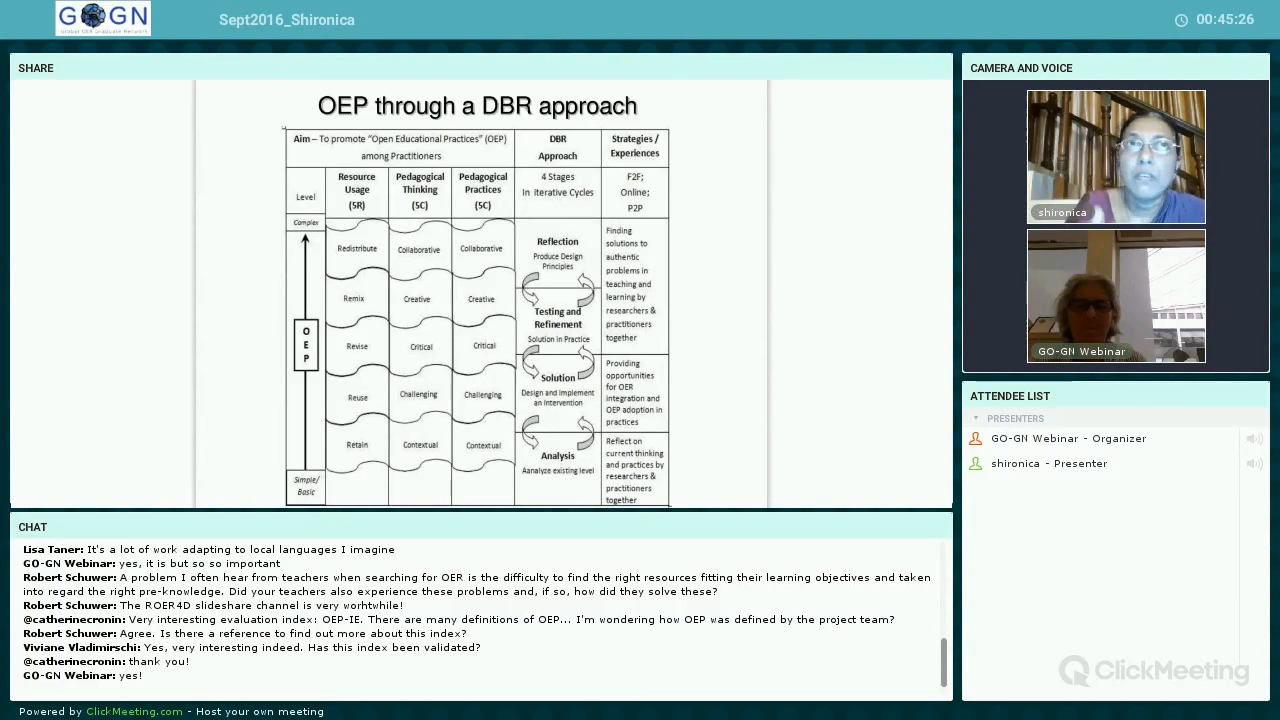 GOGN
Global OER Graduate Network
Sept2016_Shironica
00:45:26
SHARE
OEP through a DBR approach
Aim – To promote “Open Educational Practices” (OEP)
among Practitioners
DBR
Approach
Strategies /
Experiences
Level
Resource
Usage
(5R)
Pedagogical
Thinking
(5C)
Pedagogical
Practices
(5C)
4 Stages
In iterative Cycles
F2F;
Online;
P2P
Complex
O
E
P
Simple/
Basic
Redistribute
Remix
Revise
Reuse
Retain
Collaborative
Creative
Critical
Challenging
Contextual
Collaborative
Creative
Critical
Challenging
Contextual
Reflection
Produce Design
Principles
Testing and
Refinement
Solution in Practice
Solution
Design and Implement
an Intervention
Analysis
Aanalyze existing level
Finding
solutions to
authentic
problems in
teaching and
learning by
researchers &
practitioners
together
Providing
opportunities
for OER
integration and
OEP adoption in
practices
Reflect on
current thinking
and practices by
researchers &
practitioners
together
CAMERA AND VOICE
shironica
GO-GN Webinar
ATTENDEE LIST
PRESENTERS
GO-GN Webinar - Organizer
shironica - Presenter
ClickMeeting
CHAT
Lisa Taner: It's a lot of work adapting to local languages I imagine
GO-GN Webinar: yes, it is but so so important
Robert Schuwer: A problem I often hear from teachers when searching for OER is the difficulty to find the right resources fitting their learning objectives and taken
into regard the right pre-knowledge. Did your teachers also experience these problems and, if so, how did they solve these?
Robert Schuwer: The ROER4D slideshare channel is very worhtwhile!
@catherinecronin: Very interesting evaluation index: OEP-IE. There are many definitions of OEP... I'm wondering how OEP was defined by the project team?
Robert Schuwer: Agree. Is there a reference to find out more about this index?
Viviane Vladimirschi: Yes, very interesting indeed. Has this index been validated?
@catherinecronin: thank you!
GO-GN Webinar: yes!
Powered by ClickMeeting.com - Host your own meeting